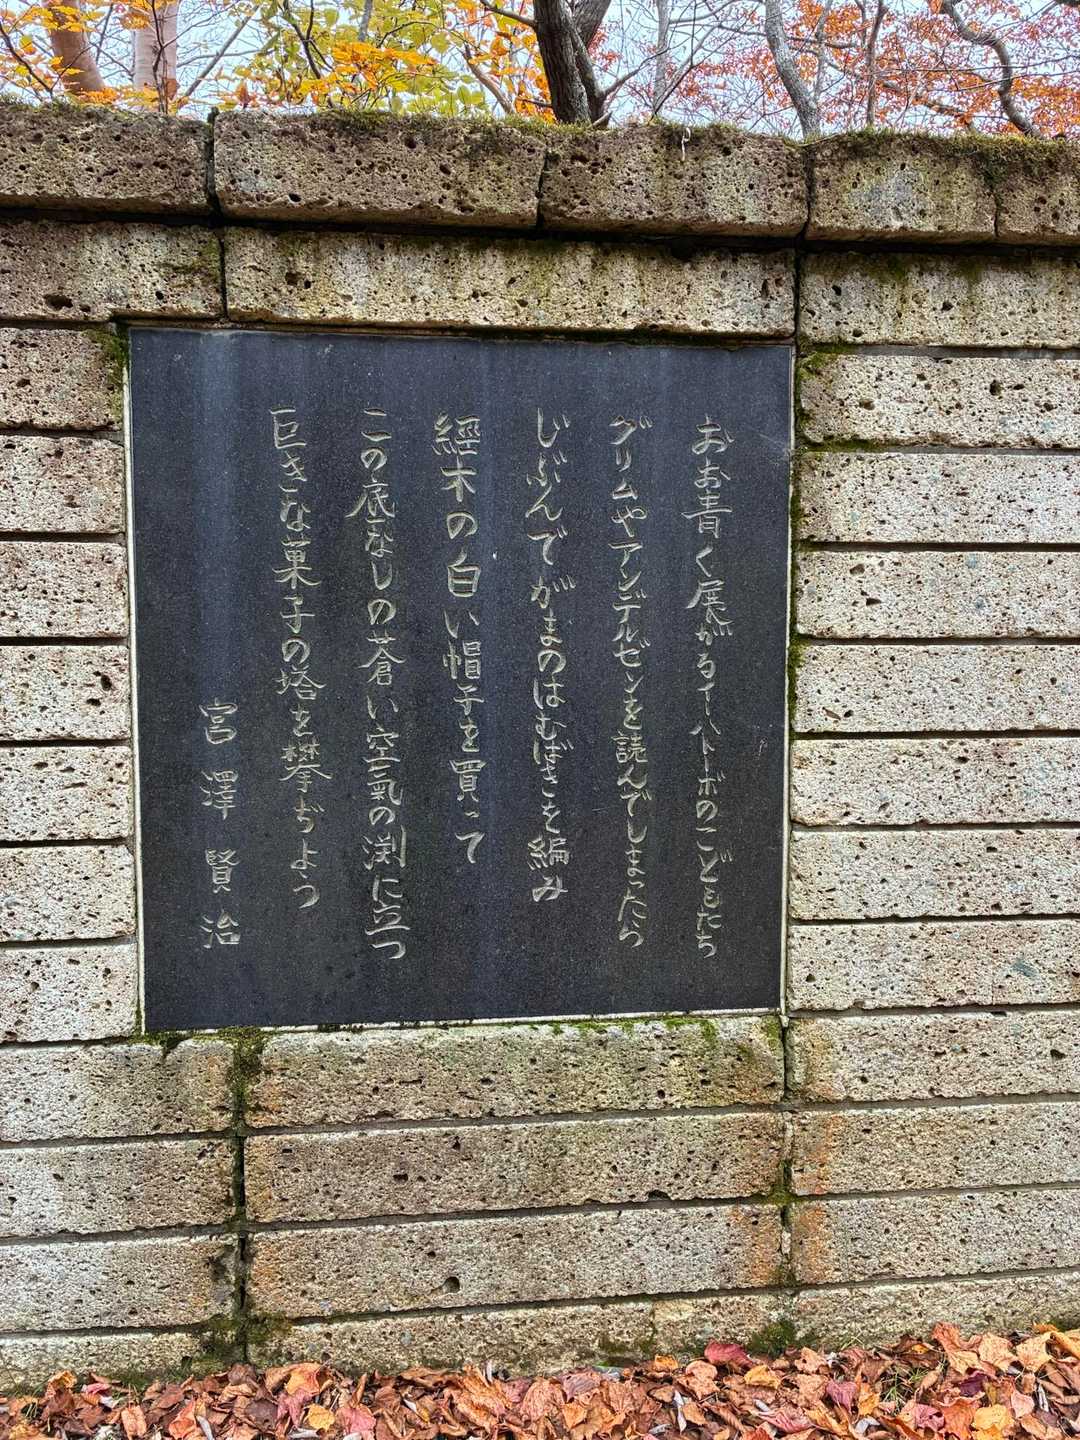 おお青く展がるイーハトーボのこどもたち
グリムやアンデルゼンを読んでしまったら
じぶんでがまのはむばきを編み
經木の白い帽子を買って
この底なしの蒼い空氣の渕に立つ
巨きな菓子の塔を攀ぢよう
宮澤賢治